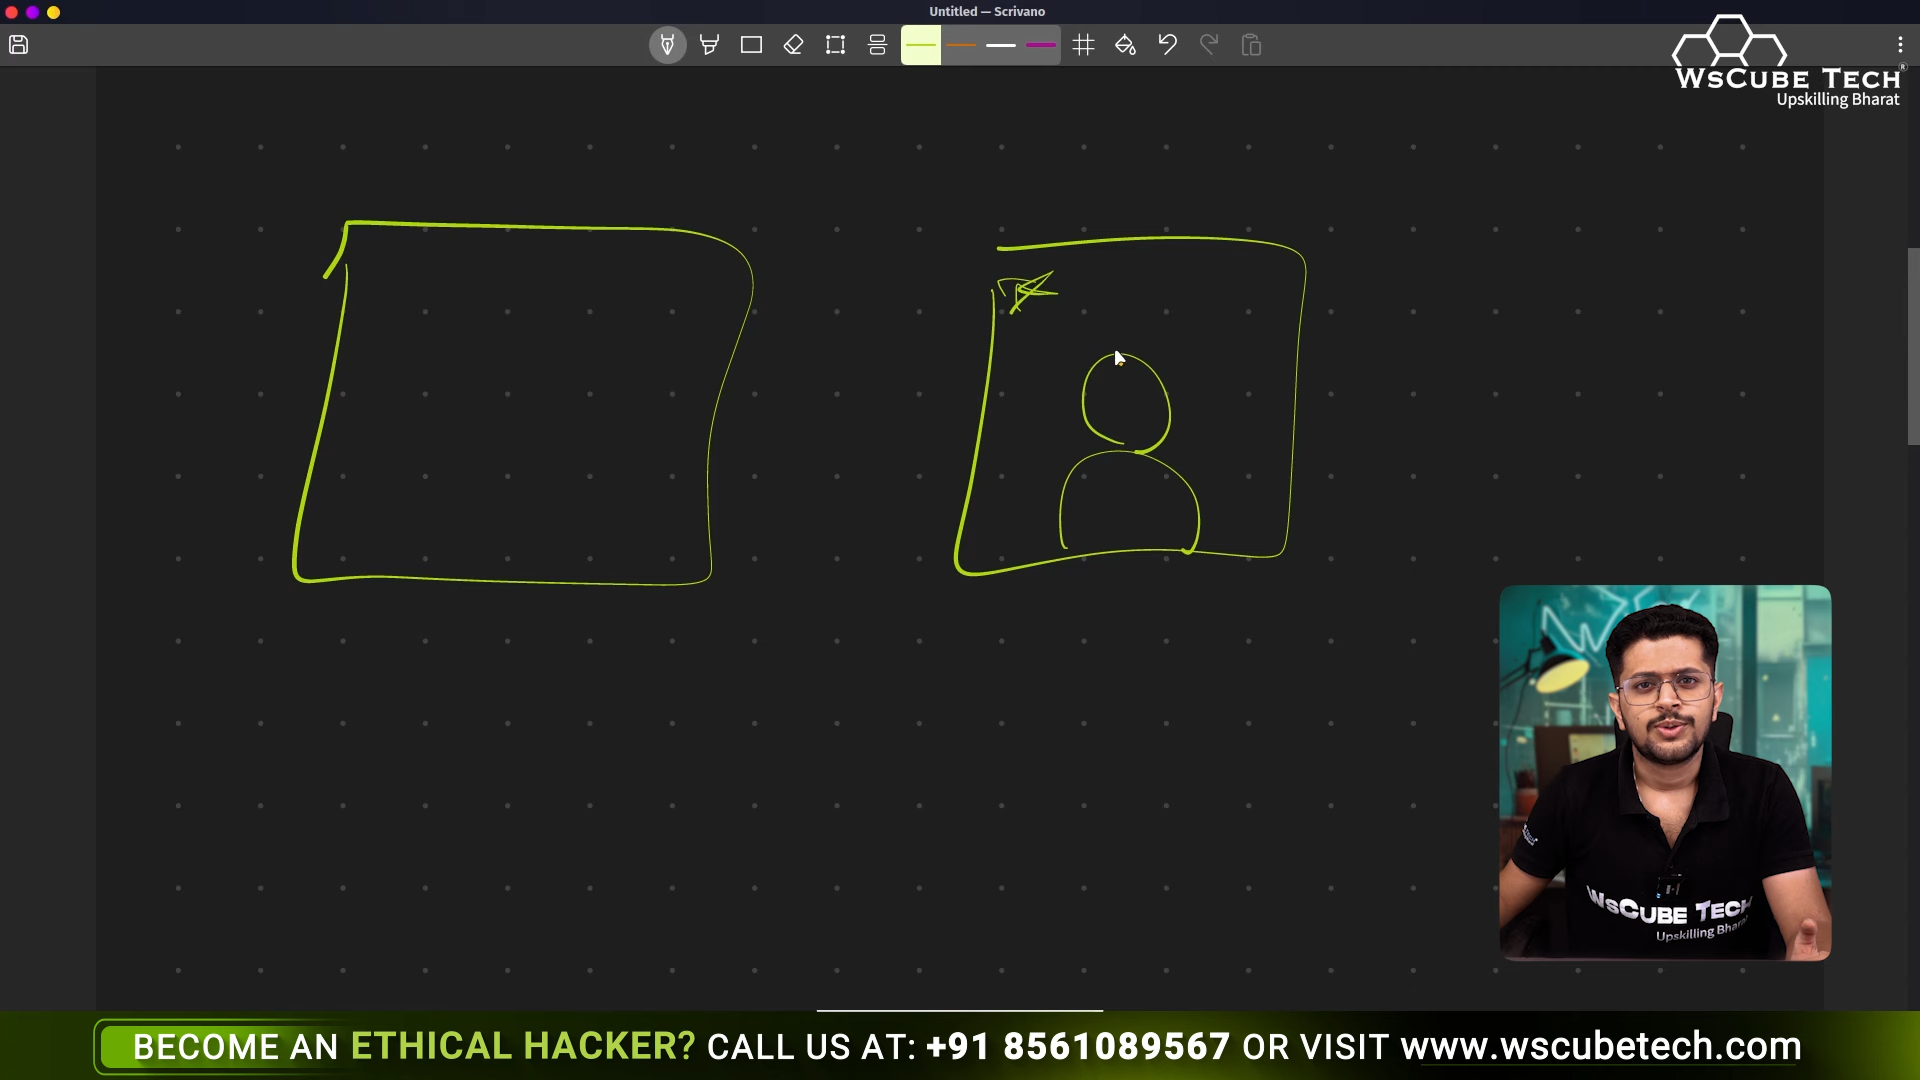 Untitled — Scrivano
WSCUBE TECH®
Upskilling Bharat
WSCUBE TECH
Upskilling Bharat
BECOME AN ETHICAL HACKER? CALL US AT: +91 8561089567 OR VISIT www.wscubetech.com